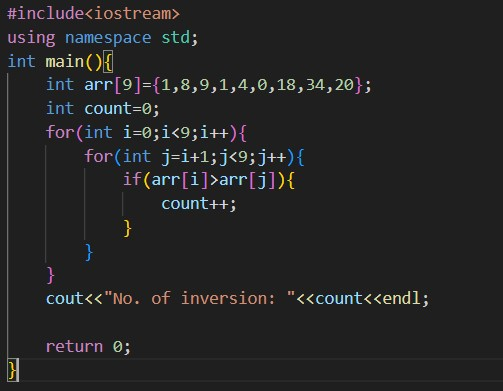 #include<iostream>
using namespace std;
int main(){
    int arr[9]={1,8,9,1,4,0,18,34,20};
    int count=0;
    for(int i=0;i<9;i++){
        for(int j=i+1;j<9;j++){
            if(arr[i]>arr[j]){
                count++;
            }
        }
    }
    cout<<"No. of inversion: "<<count<<endl;

    return 0;
}